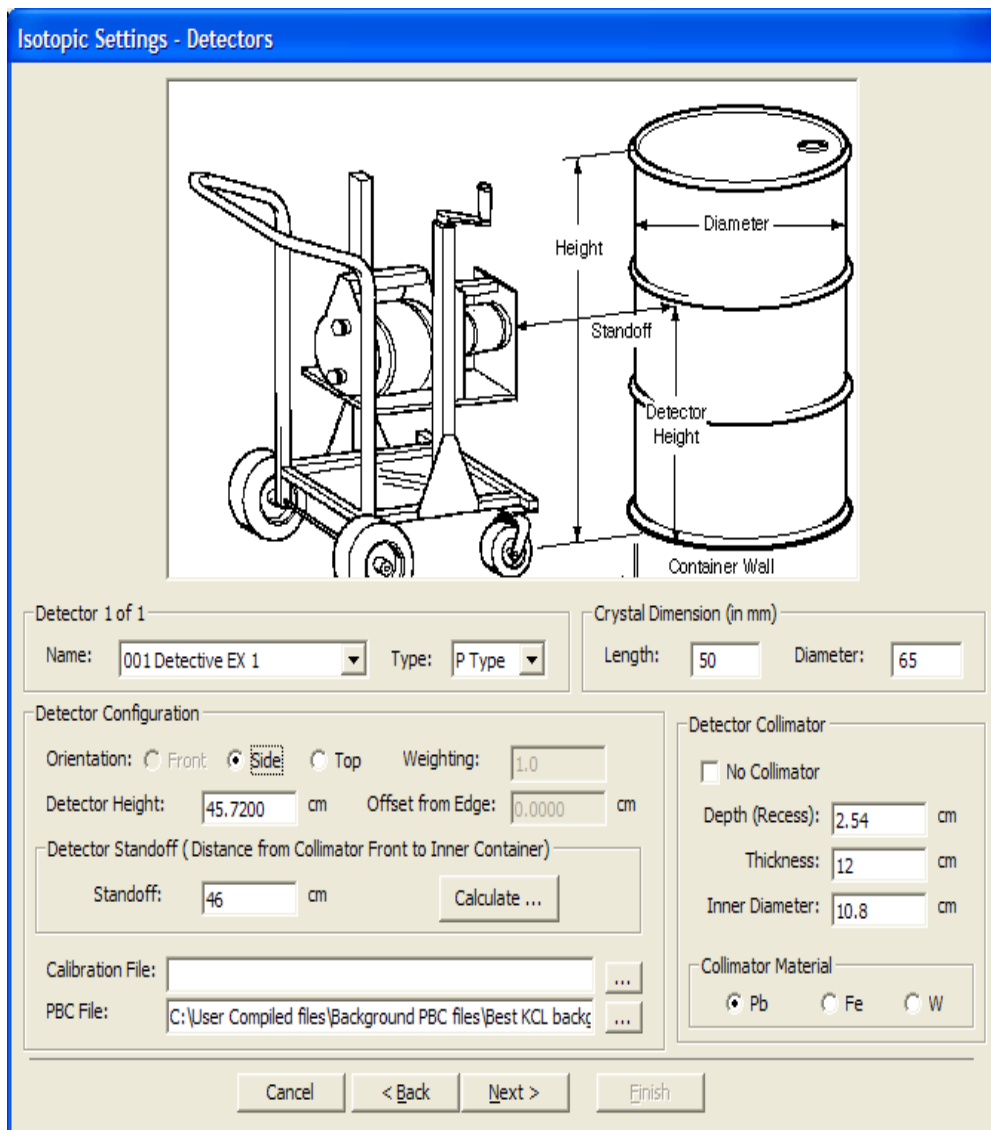 Isotopic Settings - Detectors
Diameter
Height
Standoff
Detector
Height
Container Wall
Detector 1 of 1
Name: 001 Detective EX 1 Type: P Type
Crystal Dimension (in mm)
Length: 50 Diameter: 65
Detector Configuration
Orientation: Front Side Top Weighting: 1.0
Detector Height: 45.7200 cm Offset from Edge: 0.0000 cm
Detector Standoff ( Distance from Collimator Front to Inner Container)
Standoff: 46 cm Calculate ...
Calibration File: ...
PBC File: C:\User Compiled files\Background PBC files\Best KCL backg ...
Detector Collimator
No Collimator
Depth (Recess): 2.54 cm
Thickness: 12 cm
Inner Diameter: 10.8 cm
Collimator Material
Pb Fe W
Cancel < Back Next > Finish